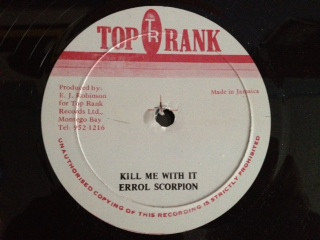 TOP TR RANK
Produced by:
E. J. Robinson
for Top Rank
Records Ltd.,
Montego Bay
Tel: 952-1216
Made in Jamaica
KILL ME WITH IT
ERROL SCORPION
UNAUTHORISED COPYING OF THIS RECORDING IS STRICTLY PROHIBITED